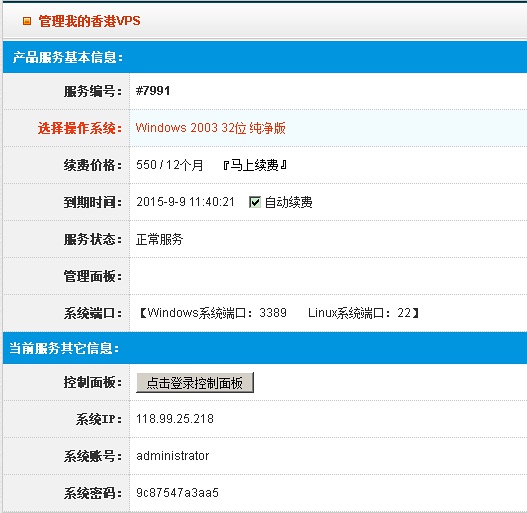 管理我的香港VPS
产品服务基本信息：
服务编号： #7991
选择操作系统： Windows 2003 32位 纯净版
续费价格： 550 / 12个月 『马上续费』
到期时间： 2015-9-9 11:40:21 自动续费
服务状态： 正常服务
管理面板：
系统端口： 【Windows系统端口：3389 Linux系统端口：22】
当前服务其它信息：
控制面板： 点击登录控制面板
系统IP： 118.99.25.218
系统账号： administrator
系统密码： 9c87547a3aa5